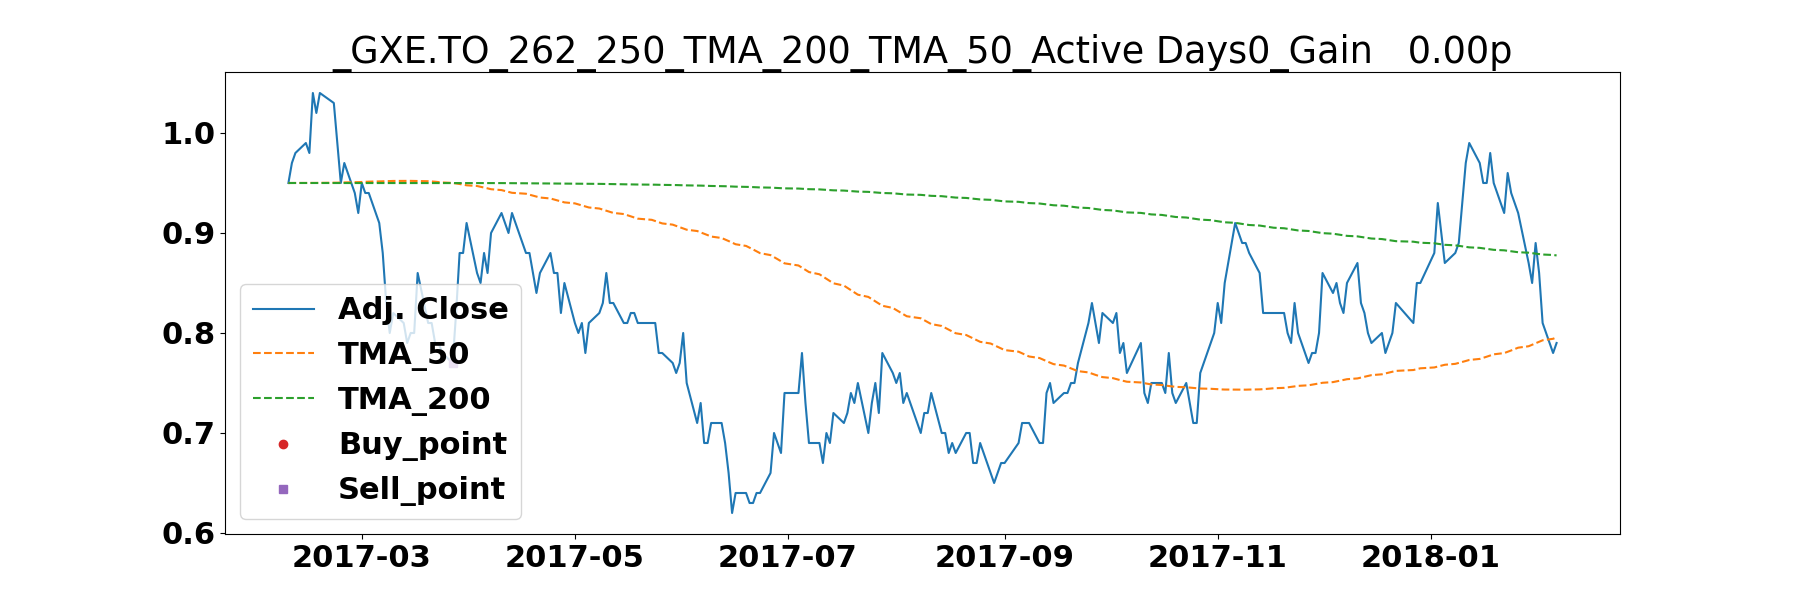 _GXE.TO_262_250_TMA_200_TMA_50_Active Days0_Gain   0.00p
1.0
0.9
0.8
0.7
0.6
Adj. Close
TMA_50
TMA_200
Buy_point
Sell_point
2017-03 2017-05 2017-07 2017-09 2017-11 2018-01